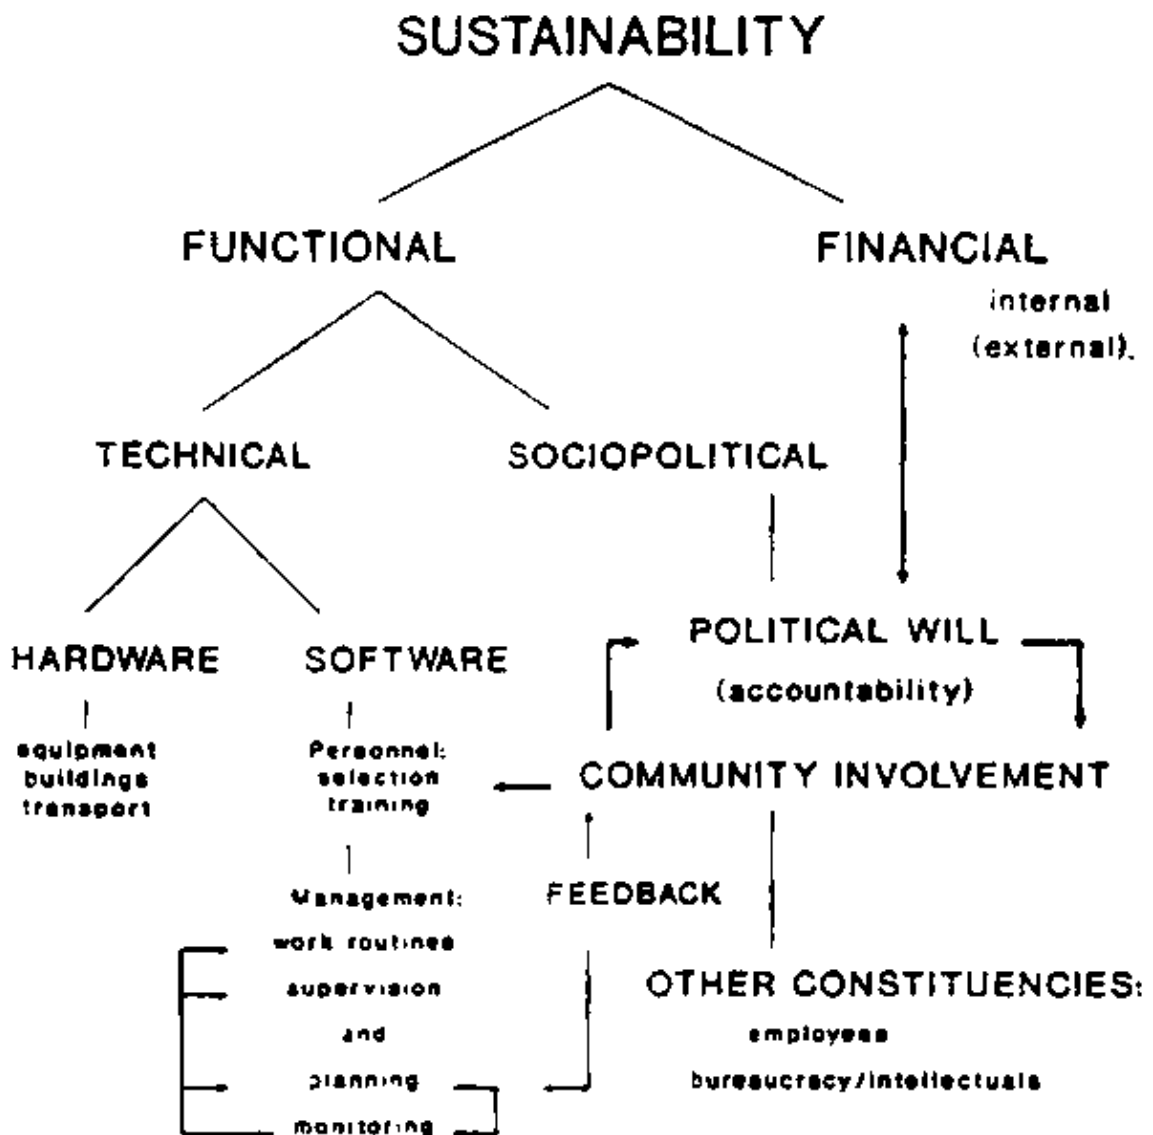 SUSTAINABILITY
FUNCTIONAL
FINANCIAL
internal
(external).
TECHNICAL
SOCIOPOLITICAL
HARDWARE
SOFTWARE
POLITICAL WILL
(accountability)
equipment
buildings
transport
Personnel:
selection
training
COMMUNITY INVOLVEMENT
Management:
work routines
supervision
and
planning
monitoring
FEEDBACK
OTHER CONSTITUENCIES:
employees
bureaucracy/intellectuals